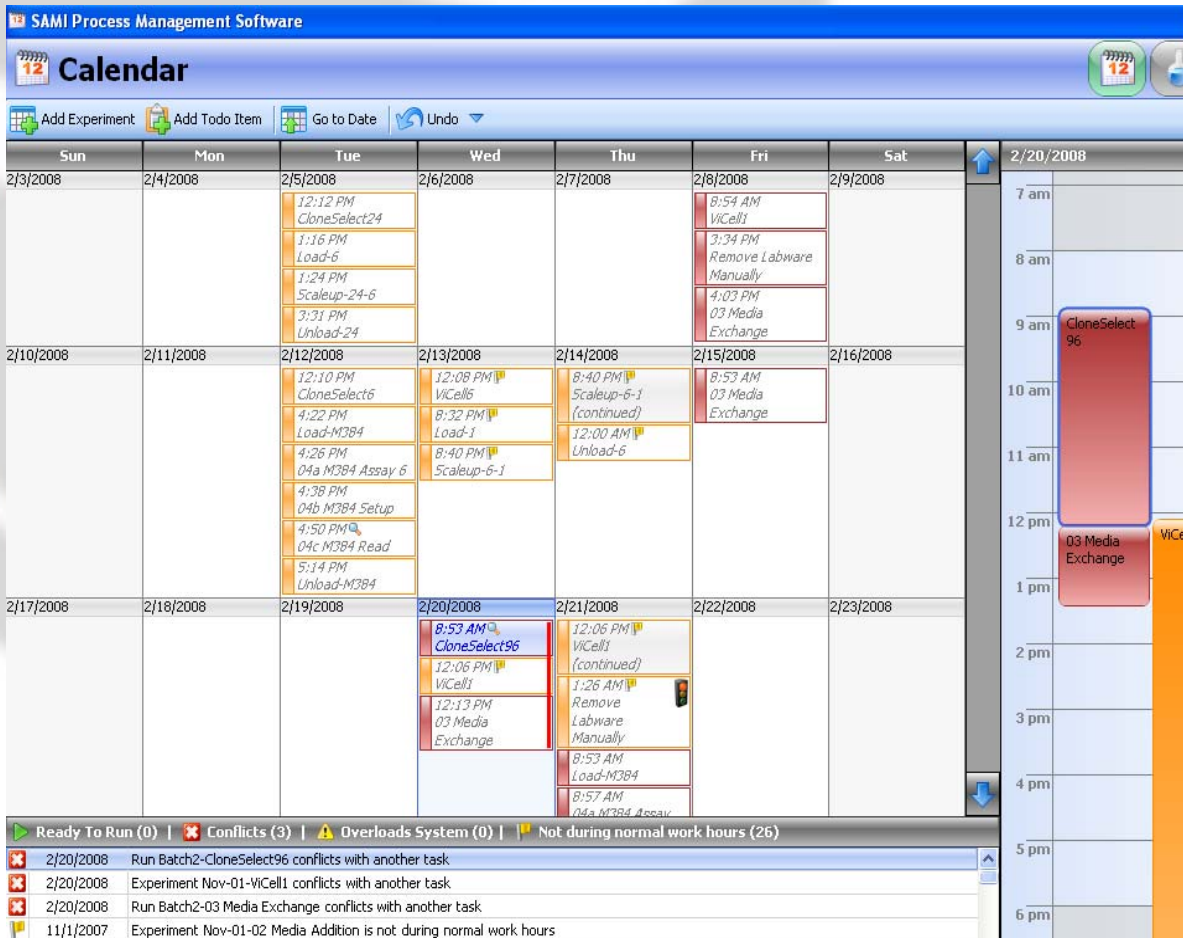 SAMI Process Management Software
Calendar
Add Experiment Add Todo Item Go to Date Undo
Sun Mon Tue Wed Thu Fri Sat 2/20/2008
2/3/2008 2/4/2008 2/5/2008 2/6/2008 2/7/2008 2/8/2008 2/9/2008
12:12 PM
CloneSelect24
1:16 PM
Load-6
1:24 PM
Scaleup-24-6
3:31 PM
Unload-24
8:54 AM
ViCell1
3:34 PM
Remove Labware
Manually
4:03 PM
03 Media
Exchange
2/10/2008 2/11/2008 2/12/2008 2/13/2008 2/14/2008 2/15/2008 2/16/2008
12:10 PM
CloneSelect6
4:22 PM
Load-M384
4:26 PM
04a M384 Assay 6
4:38 PM
04b M384 Setup
4:50 PM
04c M384 Read
5:14 PM
Unload-M384
12:08 PM
ViCell6
8:32 PM
Load-1
8:40 PM
Scaleup-6-1
8:40 PM
Scaleup-6-1
(continued)
12:00 AM
Unload-6
8:53 AM
03 Media
Exchange
2/17/2008 2/18/2008 2/19/2008 2/20/2008 2/21/2008 2/22/2008 2/23/2008
8:53 AM
CloneSelect96
12:06 PM
ViCell1
12:13 PM
03 Media
Exchange
12:06 PM
ViCell1
(continued)
1:26 AM
Remove
Labware
Manually
8:53 AM
Load-M384
8:57 AM
04a M384 Assay
7 am
8 am
9 am
CloneSelect
96
10 am
11 am
12 pm
03 Media
Exchange
ViCe
1 pm
2 pm
3 pm
4 pm
5 pm
6 pm
Ready To Run (0) | Conflicts (3) | Overloads System (0) | Not during normal work hours (26)
2/20/2008 Run Batch2-CloneSelect96 conflicts with another task
2/20/2008 Experiment Nov-01-ViCell1 conflicts with another task
2/20/2008 Run Batch2-03 Media Exchange conflicts with another task
11/1/2007 Experiment Nov-01-02 Media Addition is not during normal work hours